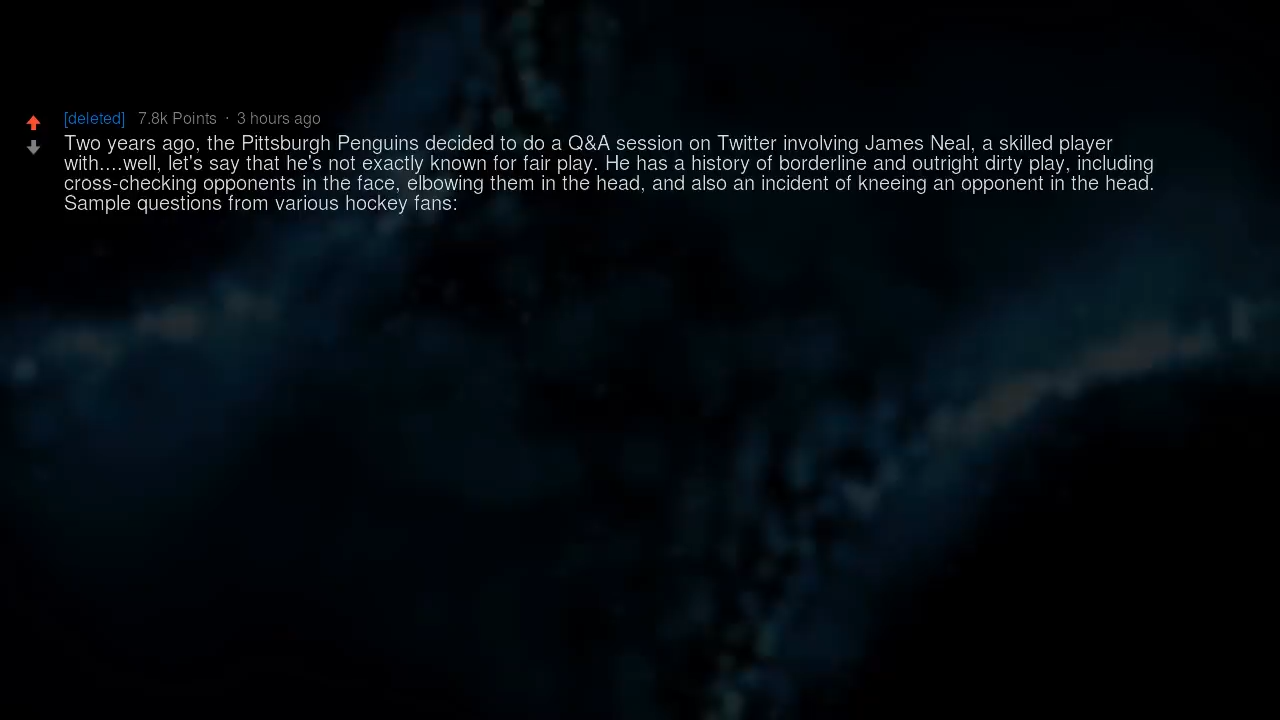 [deleted] 7.8k Points · 3 hours ago
Two years ago, the Pittsburgh Penguins decided to do a Q&A session on Twitter involving James Neal, a skilled player
with....well, let's say that he's not exactly known for fair play. He has a history of borderline and outright dirty play, including
cross-checking opponents in the face, elbowing them in the head, and also an incident of kneeing an opponent in the head.
Sample questions from various hockey fans: